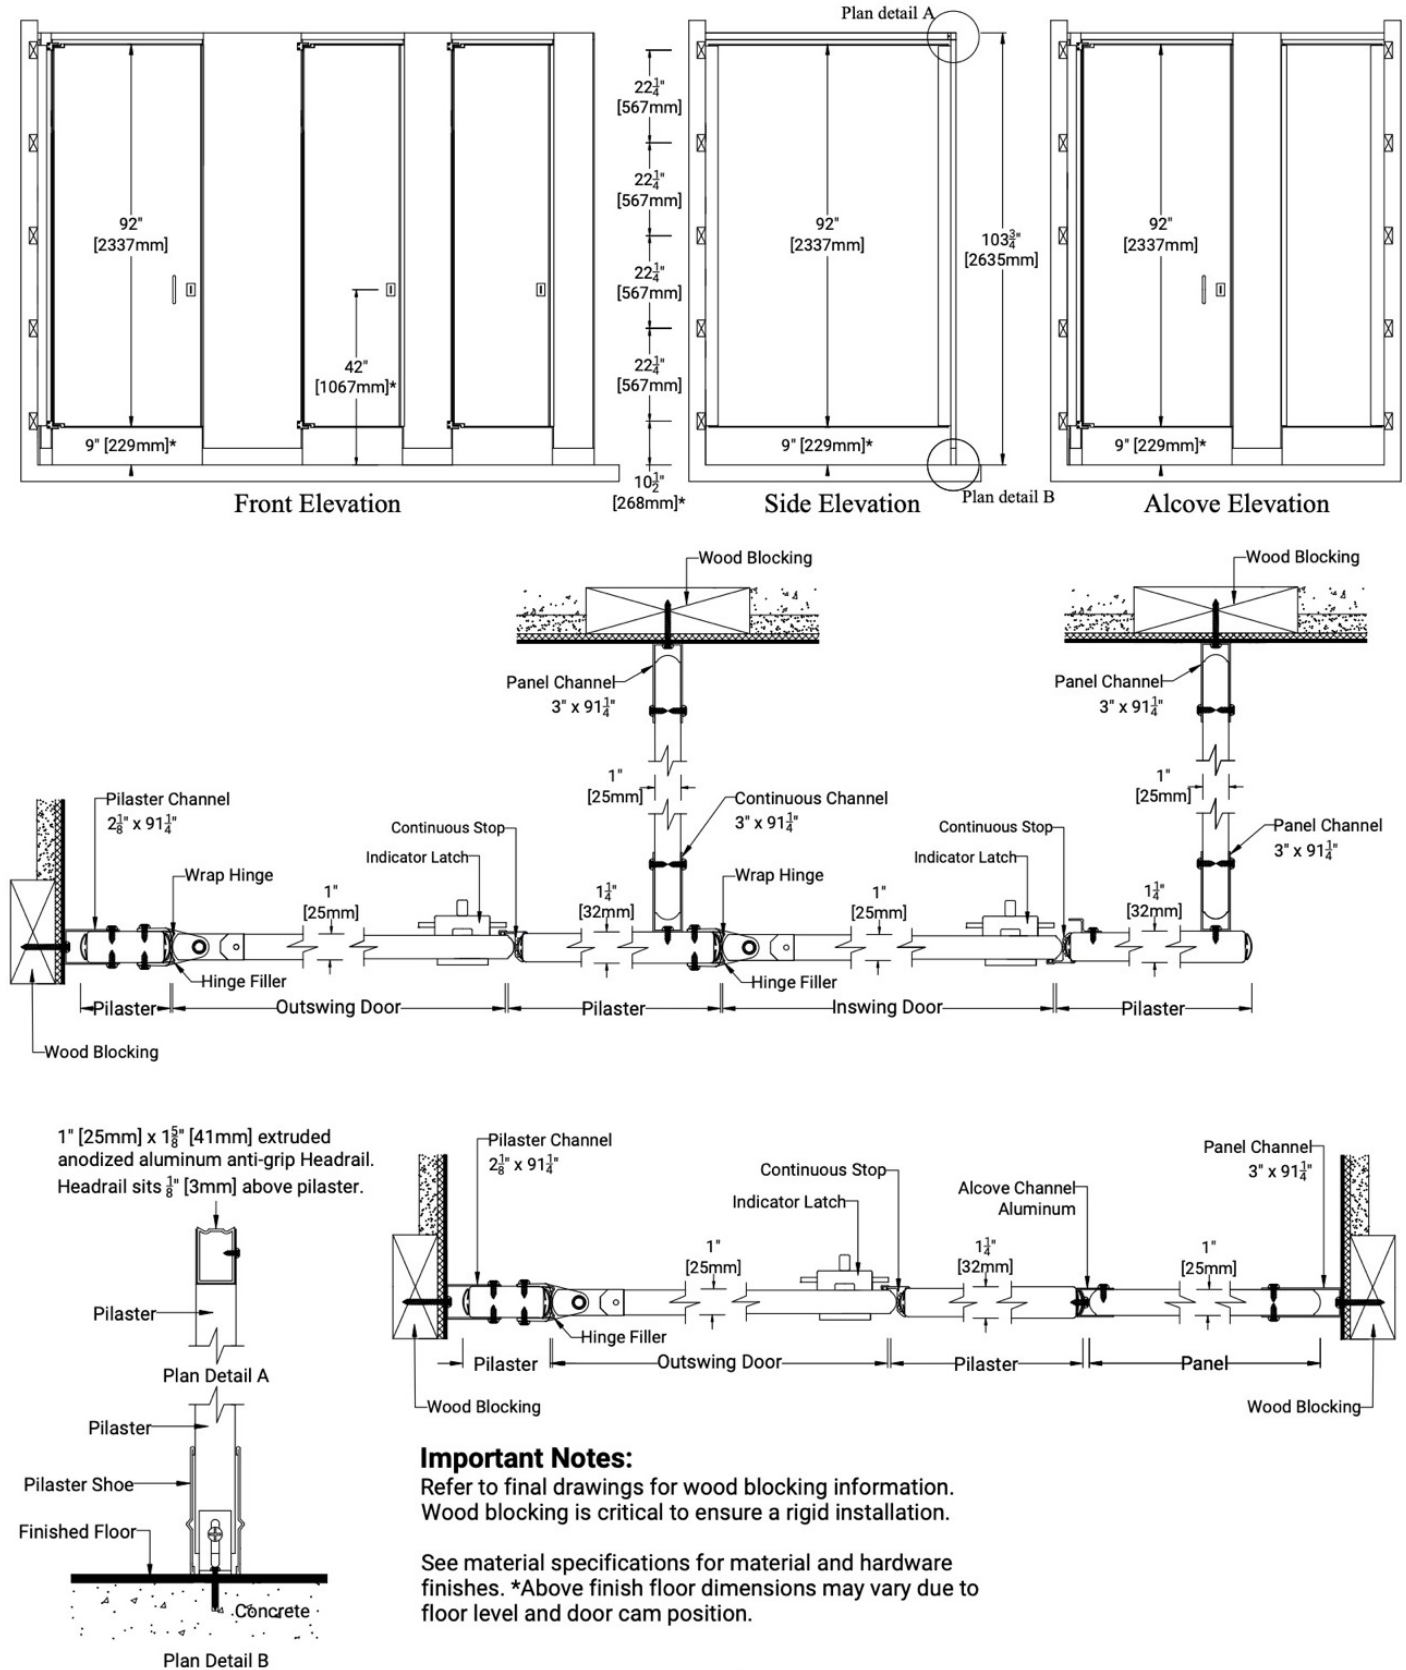 Plan detail A
92"
[2337mm]
42"
[1067mm]*
9" [229mm]*
Front Elevation
22¼"
[567mm]
22¼"
[567mm]
22¼"
[567mm]
22¼"
[567mm]
10½"
[268mm]*
92"
[2337mm]
103¾"
[2635mm]
9" [229mm]*
Side Elevation
Plan detail B
92"
[2337mm]
9" [229mm]*
Alcove Elevation
Wood Blocking
Wood Blocking
Panel Channel
3" x 91¼"
Panel Channel
3" x 91¼"
1"
[25mm]
1"
[25mm]
Pilaster Channel
2⅛" x 91¼"
Continuous Stop
Indicator Latch
Continuous Channel
3" x 91¼"
Continuous Stop
Indicator Latch
Panel Channel
3" x 91¼"
Wrap Hinge
1"
[25mm]
1¼"
[32mm]
Wrap Hinge
1"
[25mm]
1¼"
[32mm]
Hinge Filler
Hinge Filler
Pilaster
Outswing Door
Pilaster
Inswing Door
Pilaster
Wood Blocking
1" [25mm] x 1⅝" [41mm] extruded
anodized aluminum anti-grip Headrail.
Headrail sits ⅛" [3mm] above pilaster.
Pilaster
Plan Detail A
Pilaster
Pilaster Shoe
Finished Floor
Concrete
Plan Detail B
Pilaster Channel
2⅛" x 91¼"
Continuous Stop
Indicator Latch
Alcove Channel
Aluminum
Panel Channel
3" x 91¼"
1"
[25mm]
1¼"
[32mm]
1"
[25mm]
Hinge Filler
Pilaster
Outswing Door
Pilaster
Panel
Wood Blocking
Wood Blocking
Important Notes:
Refer to final drawings for wood blocking information.
Wood blocking is critical to ensure a rigid installation.
See material specifications for material and hardware
finishes. *Above finish floor dimensions may vary due to
floor level and door cam position.